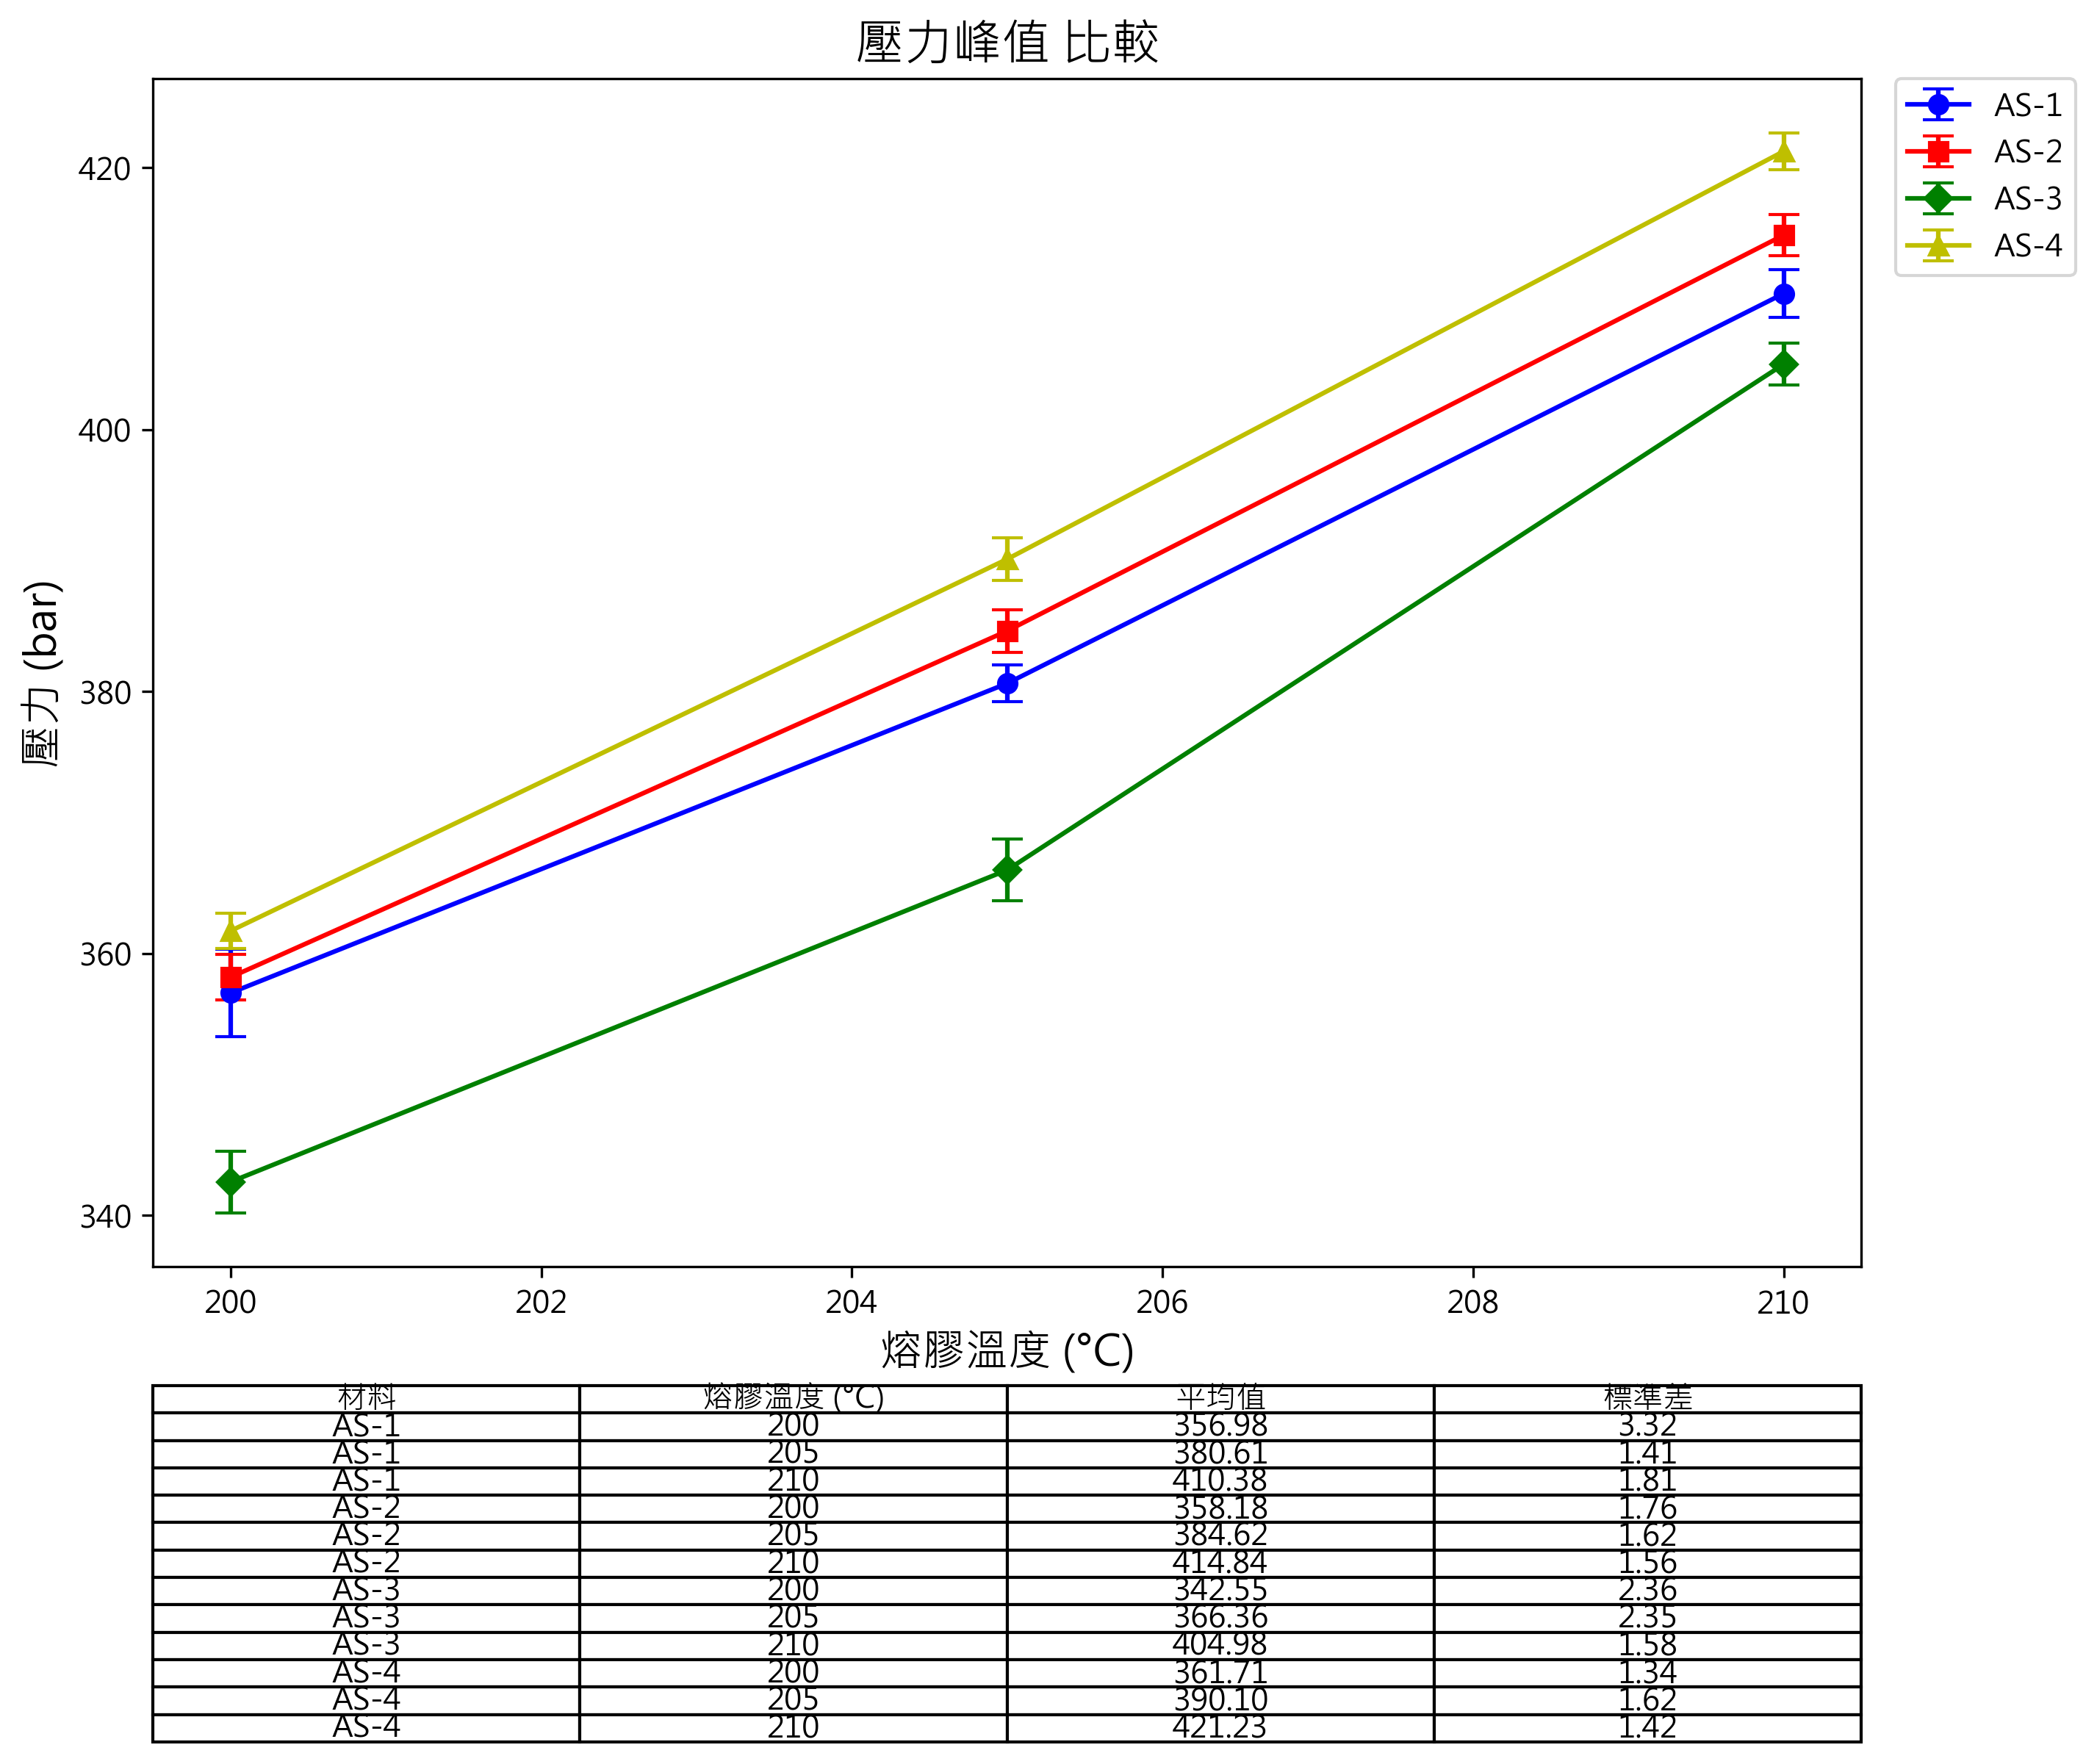 壓力峰值 比較
AS-1
AS-2
AS-3
AS-4
420
400
380
360
340
壓力 (bar)
200 202 204 206 208 210
熔膠溫度 (°C)
材料 熔膠溫度 (°C) 平均值 標準差
AS-1 200 356.98 3.32
AS-1 205 380.61 1.41
AS-1 210 410.38 1.81
AS-2 200 358.18 1.76
AS-2 205 384.62 1.62
AS-2 210 414.84 1.56
AS-3 200 342.55 2.36
AS-3 205 366.36 2.35
AS-3 210 404.98 1.58
AS-4 200 361.71 1.34
AS-4 205 390.10 1.62
AS-4 210 421.23 1.42